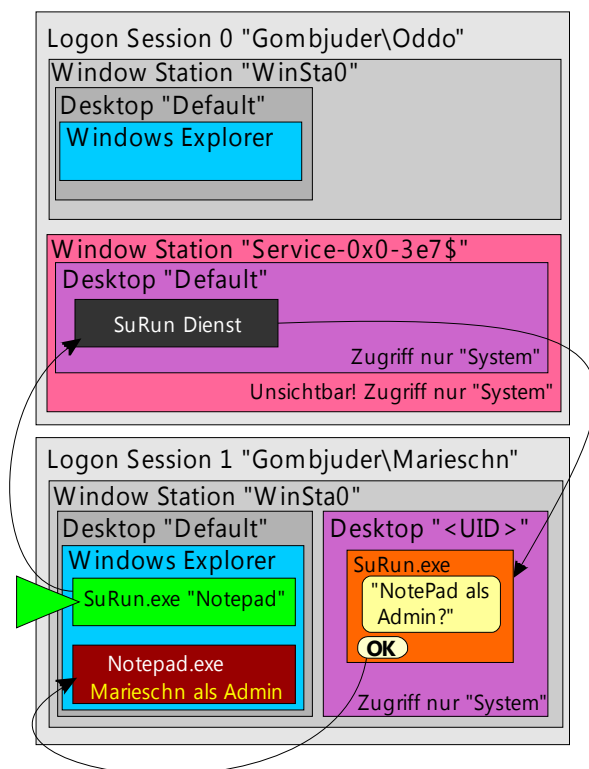 Logon Session 0 "Gombjuder\Oddo"
Window Station "WinSta0"
Desktop "Default"
Windows Explorer
Window Station "Service-0x0-3e7$"
Desktop "Default"
SuRun Dienst
Zugriff nur "System"
Unsichtbar! Zugriff nur "System"
Logon Session 1 "Gombjuder\Marieschn"
Window Station "WinSta0"
Desktop "Default"
Windows Explorer
SuRun.exe "Notepad"
Notepad.exe
Marieschn als Admin
Desktop "<UID>"
SuRun.exe
"NotePad als
Admin?"
OK
Zugriff nur "System"